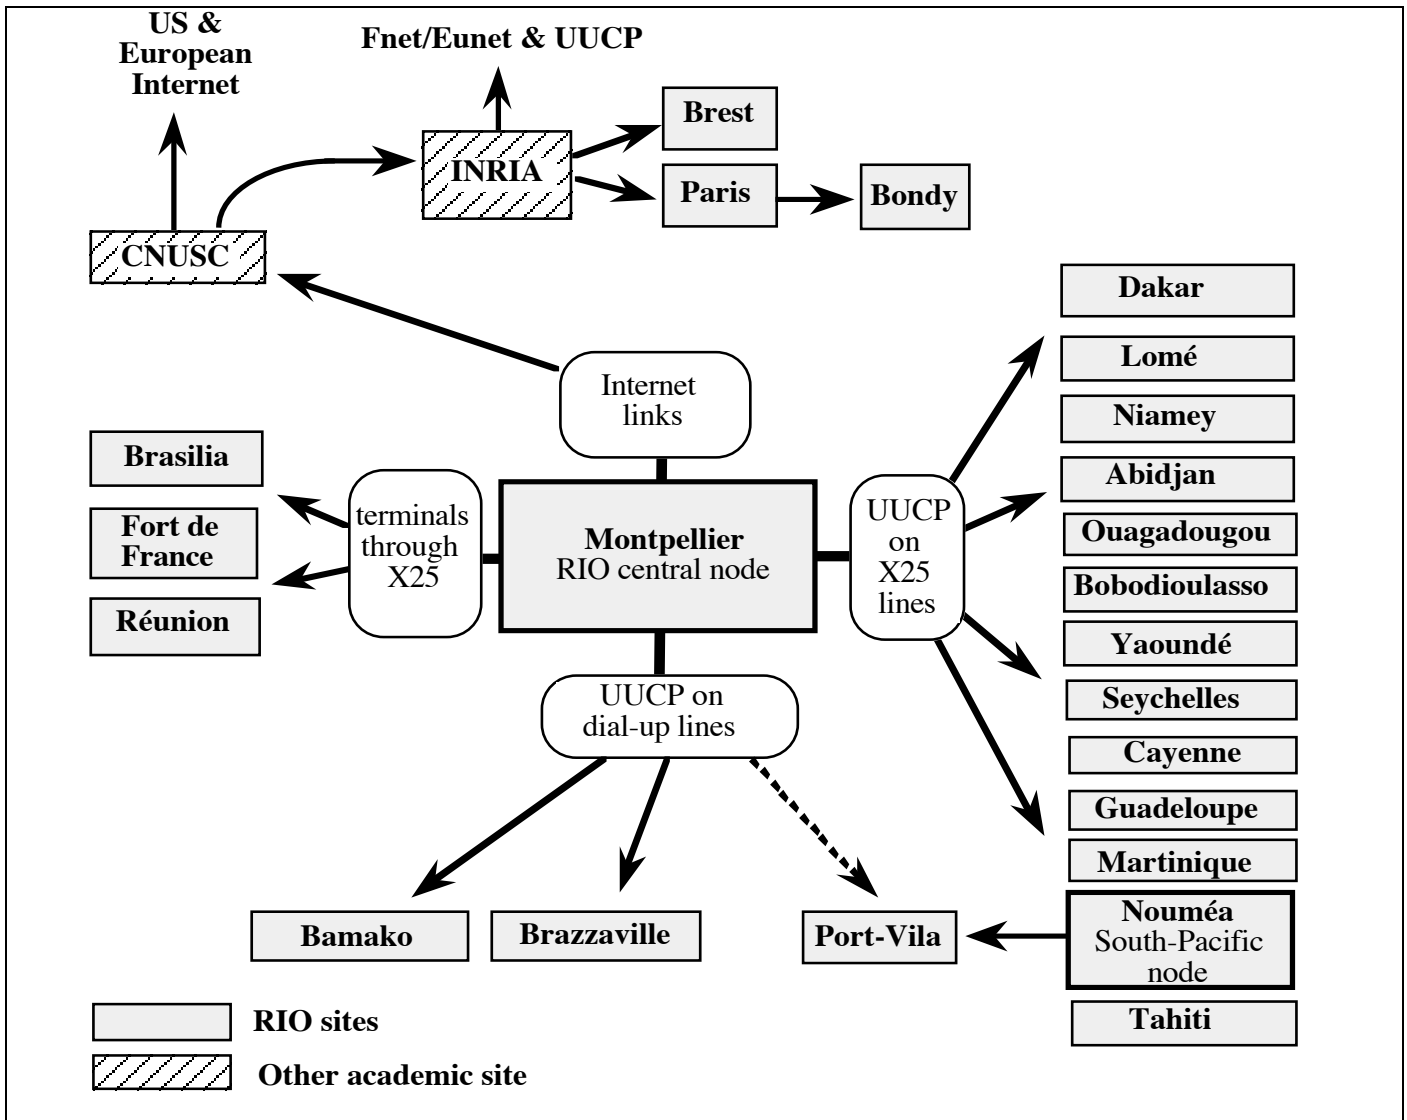 US &
European
Internet
Fnet/Eunet & UUCP
Brest
INRIA
Paris
Bondy
CNUSC
Dakar
Internet
links
Lomé
Niamey
Brasilia
Abidjan
terminals
through
X25
Fort de
France
Montpellier
RIO central node
UUCP
on
X25
lines
Ouagadougou
Bobodioulasso
Réunion
Yaoundé
UUCP on
dial-up lines
Seychelles
Cayenne
Guadeloupe
Martinique
Bamako
Brazzaville
Port-Vila
Nouméa
South-Pacific
node
RIO sites
Tahiti
Other academic site